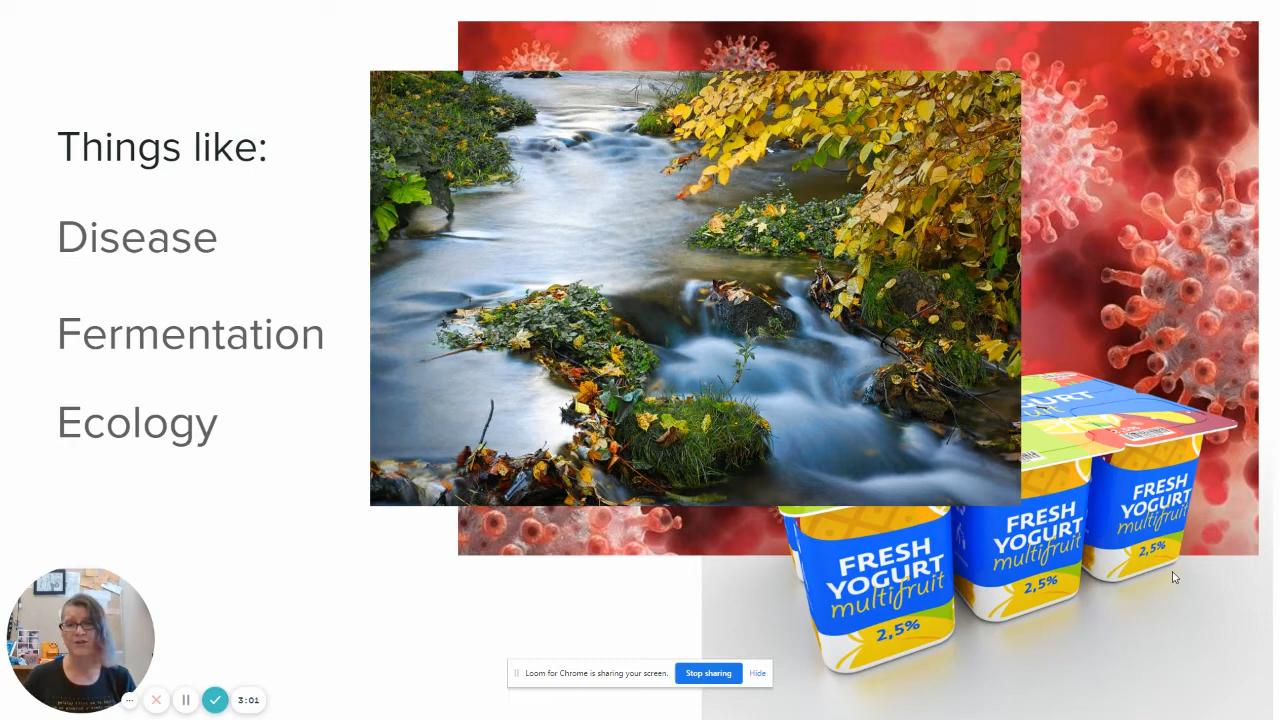 Things like:
Disease
Fermentation
Ecology
GURT
FRESH
YOGURT
multifruit
2,5%
FRESH
YOGURT
multifruit
2,5%
FRESH
YOGURT
multifruit
2,5%
Loom for Chrome is sharing your screen.
Stop sharing
Hide
3:01